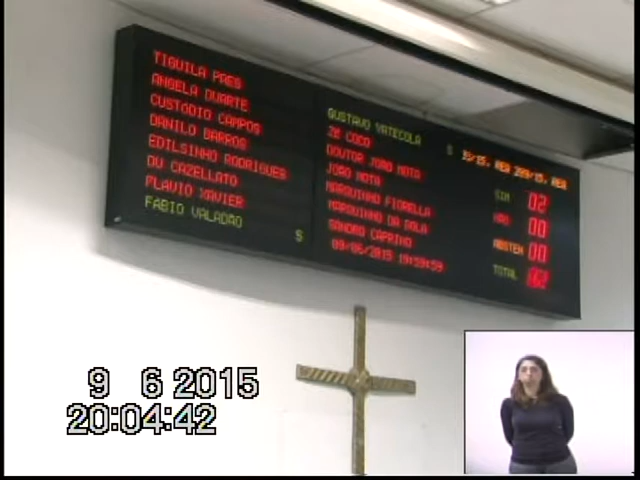 TIGUILA PAES
ANGELA DUARTE
CUSTODIO CAMPOS
DANILO BARROS
EDILSINHO RODRIGUES
DU CAZELLATO
FLAVIO XAVIER
FABIO VALADAO S
GUSTAVO YATECOLA S
ZE COCO
DOUTOR JOAO MOTA
JOAO MOTA
MARQUINHO FIORELLA
MARQUINHO DA BOLA
SANDRO CAPRINO
09/06/2015 19:59:59
SIM 02
NAO 00
ABSTEN 00
TOTAL 02
9 6 2015
20:04:42